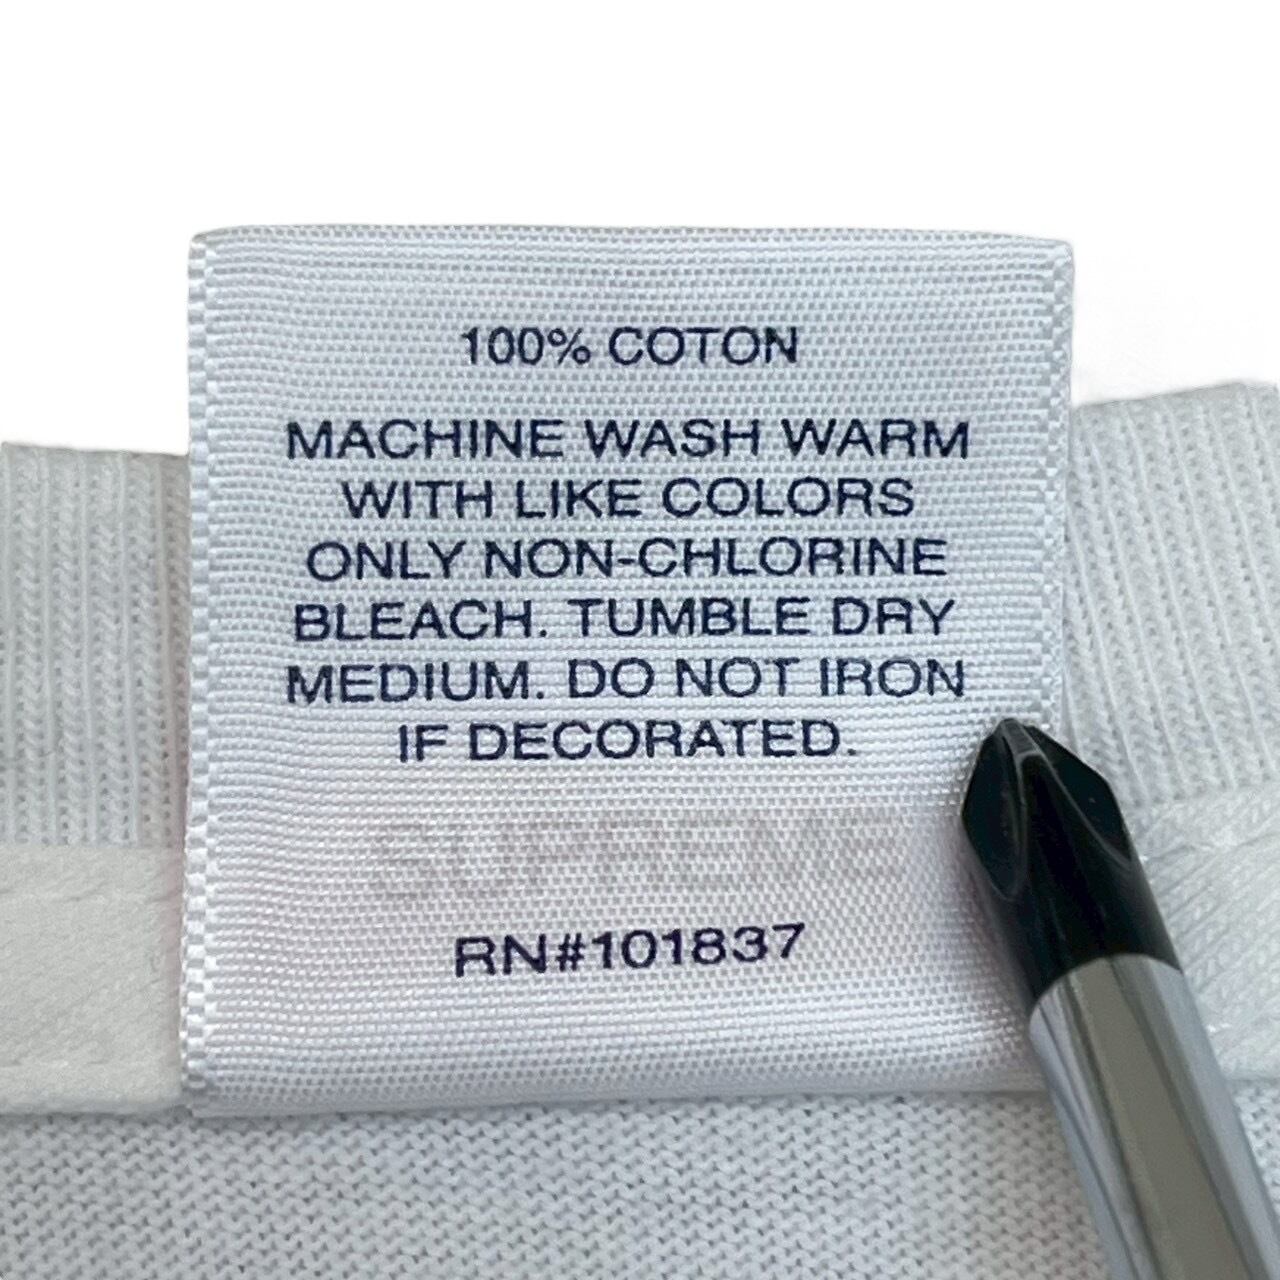 100% COTON
MACHINE WASH WARM
WITH LIKE COLORS
ONLY NON-CHLORINE
BLEACH. TUMBLE DRY
MEDIUM. DO NOT IRON
IF DECORATED.
SUPREME
RN#101837